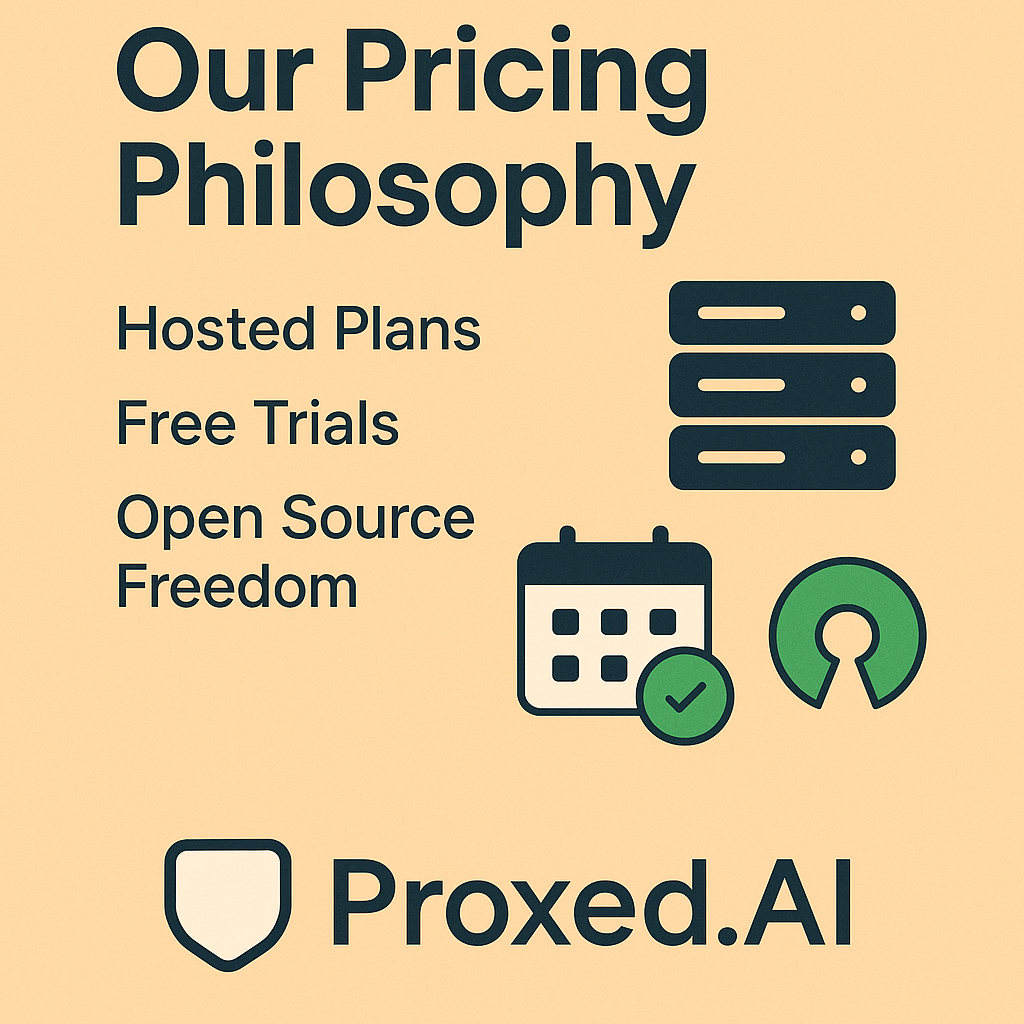 Our Pricing
Philosophy
Hosted Plans
Free Trials
Open Source
Freedom
Proxed.AI